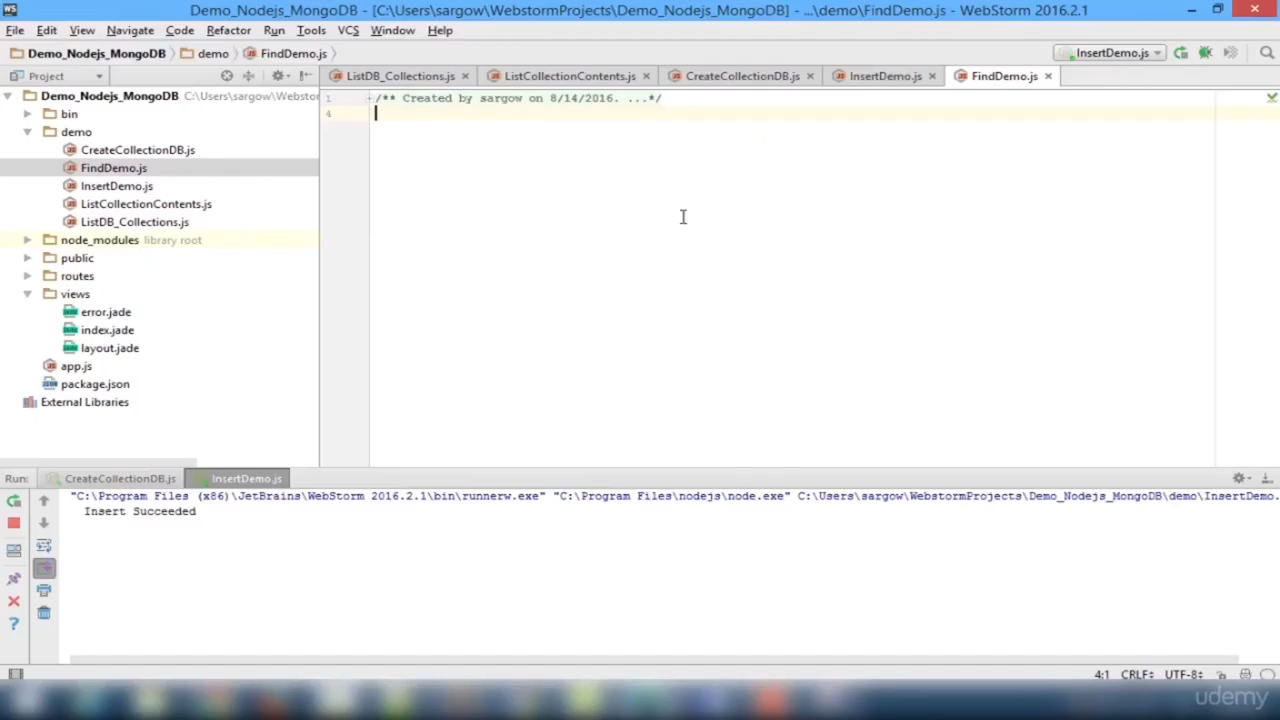 WS
Demo_Nodejs_MongoDB - [C:\Users\sargow\WebstormProjects\Demo_Nodejs_MongoDB] - ...\demo\FindDemo.js - WebStorm 2016.2.1
File Edit View Navigate Code Refactor Run Tools VCS Window Help
Demo_Nodejs_MongoDB demo FindDemo.js InsertDemo.js
Project ListDB_Collections.js ListCollectionContents.js CreateCollectionDB.js InsertDemo.js FindDemo.js
Demo_Nodejs_MongoDB C:\Users\sargow\Webstor
bin
demo
CreateCollectionDB.js
FindDemo.js
InsertDemo.js
ListCollectionContents.js
ListDB_Collections.js
node_modules library root
public
routes
views
error.jade
index.jade
layout.jade
app.js
package.json
External Libraries
1 /** Created by sargow on 8/14/2016. ...*/
4
Run: CreateCollectionDB.js InsertDemo.js
"C:\Program Files (x86)\JetBrains\WebStorm 2016.2.1\bin\runnerw.exe" "C:\Program Files\nodejs\node.exe" C:\Users\sargow\WebstormProjects\Demo_Nodejs_MongoDB\demo\InsertDemo.
Insert Succeeded
4:1 CRLF UTF-8
udemy